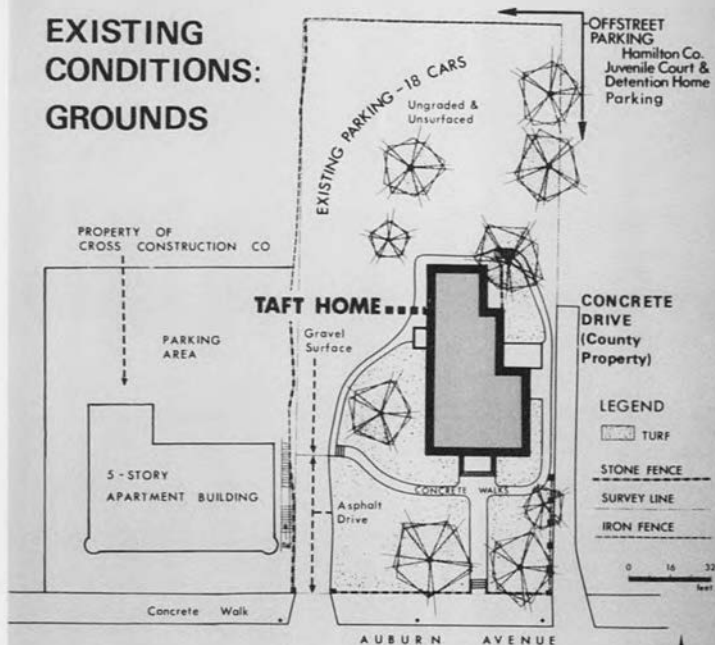 EXISTING
CONDITIONS:
GROUNDS
OFFSTREET
PARKING
Hamilton Co.
Juvenile Court &
Detention Home
Parking
EXISTING PARKING - 18 CARS
Ungraded &
Unsurfaced
PROPERTY OF
CROSS CONSTRUCTION CO
TAFT HOME
CONCRETE
DRIVE
(County
Property)
Gravel
Surface
PARKING
AREA
LEGEND
TURF
STONE FENCE
SURVEY LINE
IRON FENCE
5 - STORY
APARTMENT BUILDING
CONCRETE WALKS
Asphalt
Drive
0 16 32
feet
Concrete Walk
AUBURN AVENUE